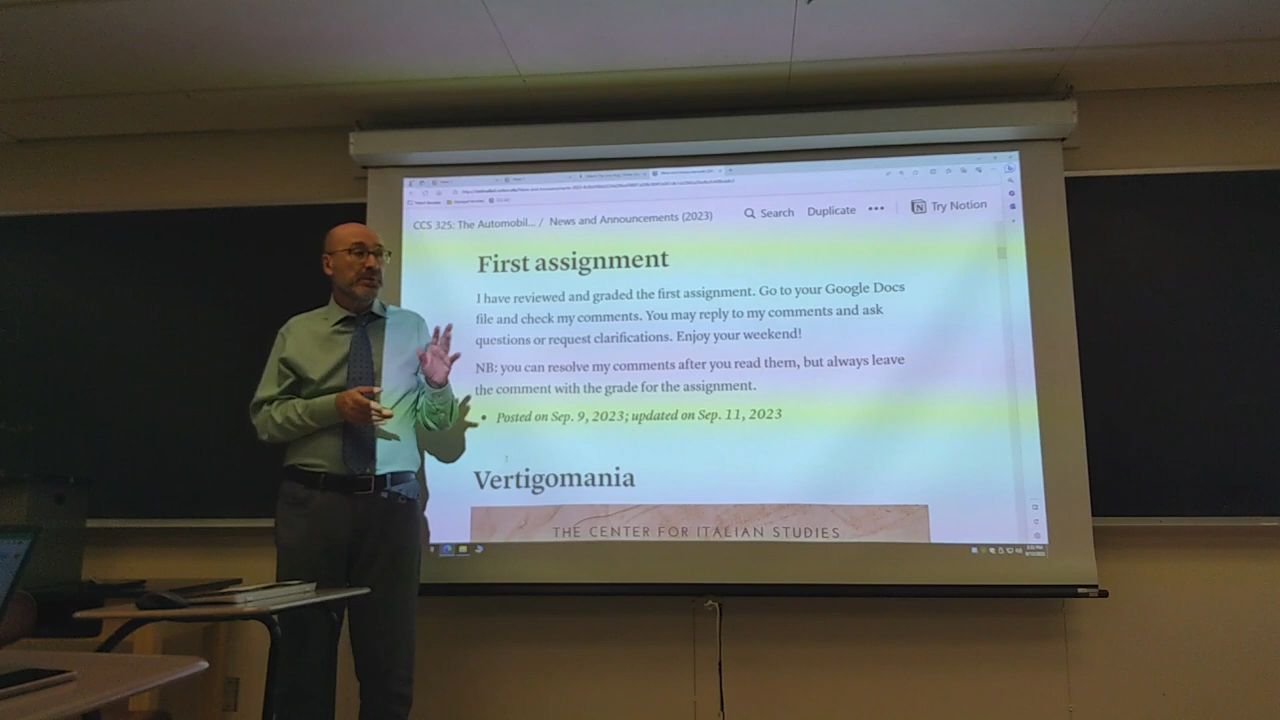 CCS 325: The Automobil... / News and Announcements (2023)
Search Duplicate ••• Try Notion
First assignment
I have reviewed and graded the first assignment. Go to your Google Docs
file and check my comments. You may reply to my comments and ask
questions or request clarifications. Enjoy your weekend!
NB: you can resolve my comments after you read them, but always leave
the comment with the grade for the assignment.
• Posted on Sep. 9, 2023; updated on Sep. 11, 2023
Vertigomania
THE CENTER FOR ITALIAN STUDIES